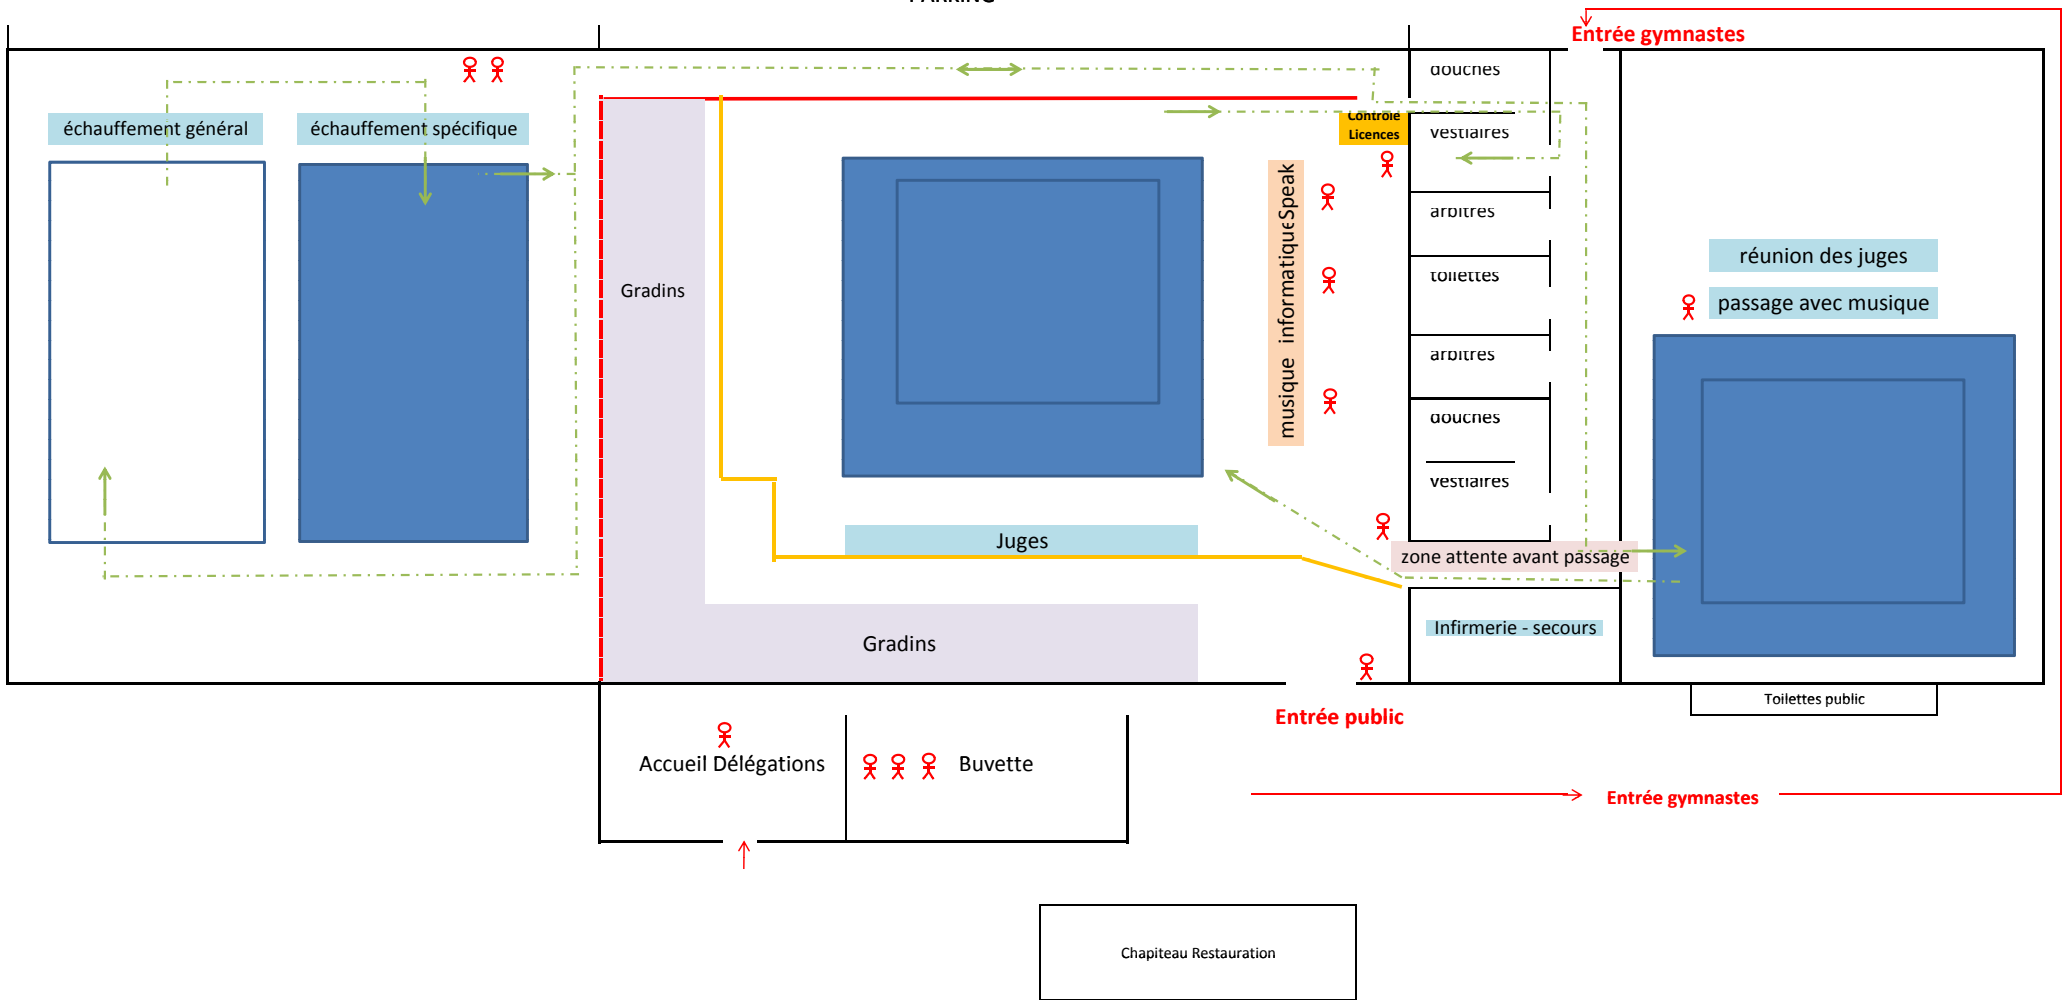 PARKING
Entrée gymnastes
douches
échauffement général
échauffement spécifique
Contrôle
Licences
vestiaires
arbitres
musique informatique Speak
réunion des juges
toilettes
Gradins
passage avec musique
arbitres
douches
vestiaires
Juges
zone attente avant passage
Infirmerie - secours
Gradins
Toilettes public
Entrée public
Accueil Délégations
Buvette
Entrée gymnastes
Chapiteau Restauration